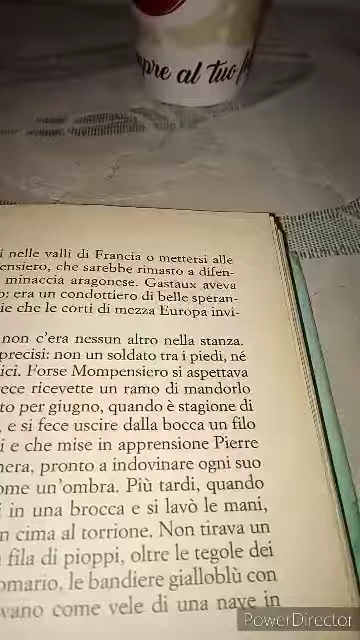 pre al tuo
i nelle valli di Francia o mettersi alle
ensiero, che sarebbe rimasto a difen-
minaccia aragonese. Gastaux aveva
o: era un condottiero di belle speran-
ie che le corti di mezza Europa invi-
non c'era nessun altro nella stanza.
precisi: non un soldato tra i piedi, né
ici. Forse Mompensiero si aspettava
ece ricevette un ramo di mandorlo
to per giugno, quando è stagione di
, e si fece uscire dalla bocca un filo
i e che mise in apprensione Pierre
nera, pronto a indovinare ogni suo
ome un'ombra. Più tardi, quando
i in una brocca e si lavò le mani,
n cima al torrione. Non tirava un
fila di pioppi, oltre le tegole dei
omario, le bandiere gialloblù con
vano come vele di una nave in
PowerDirector